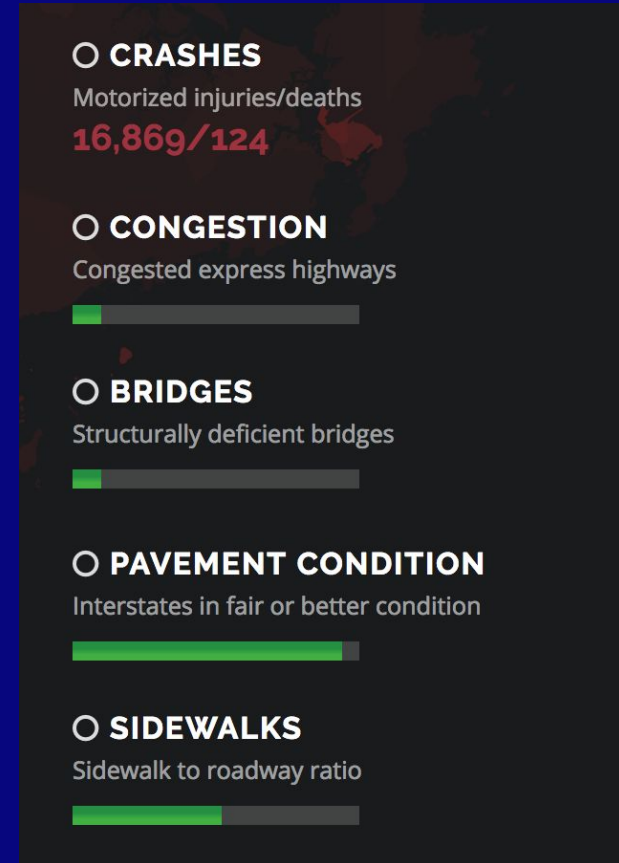 CRASHES
Motorized injuries/deaths
16,869/124
CONGESTION
Congested express highways
BRIDGES
Structurally deficient bridges
PAVEMENT CONDITION
Interstates in fair or better condition
SIDEWALKS
Sidewalk to roadway ratio